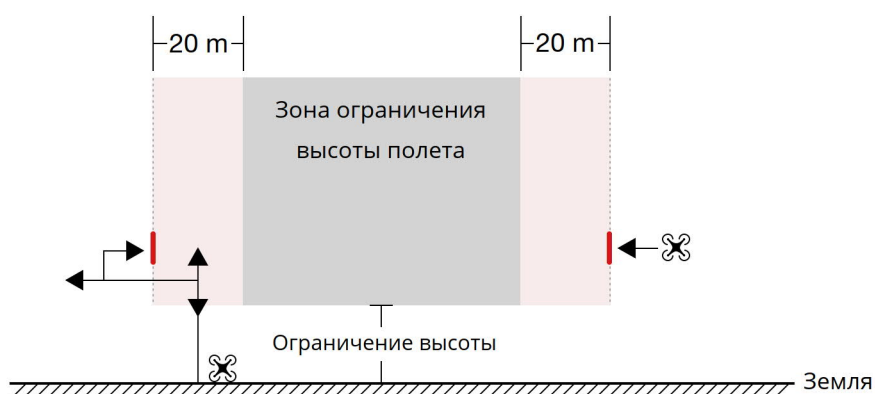 20 m
20 m
Зона ограничения
высоты полета
Ограничение высоты
Земля